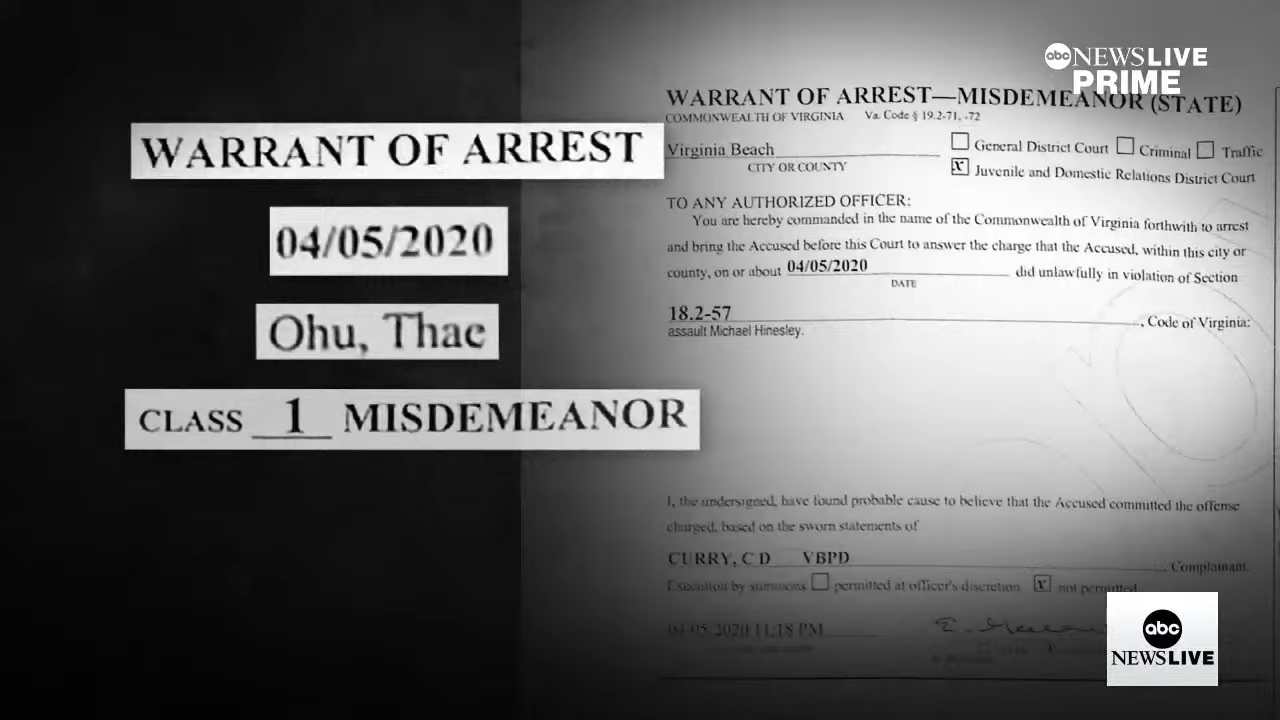 abc NEWS LIVE
PRIME
WARRANT OF ARREST
04/05/2020
Ohu, Thac
CLASS 1 MISDEMEANOR
WARRANT OF ARREST—MISDEMEANOR (STATE)
COMMONWEALTH OF VIRGINIA Va. Code § 19.2-71, -72
Virginia Beach
CITY OR COUNTY
General District Court Criminal Traffic
X Juvenile and Domestic Relations District Court
TO ANY AUTHORIZED OFFICER:
You are hereby commanded in the name of the Commonwealth of Virginia forthwith to arrest
and bring the Accused before this Court to answer the charge that the Accused, within this city or
county, on or about 04/05/2020 did unlawfully in violation of Section
DATE
18.2-57 , Code of Virginia:
assault Michael Hinesley.
I, the undersigned, have found probable cause to believe that the Accused committed the offense
charged, based on the sworn statements of
CURRY, C D VBPD , Complainant.
Execution by summons permitted at officer's discretion X not permitted.
04/05/2020 11:18 PM
abc
NEWS LIVE